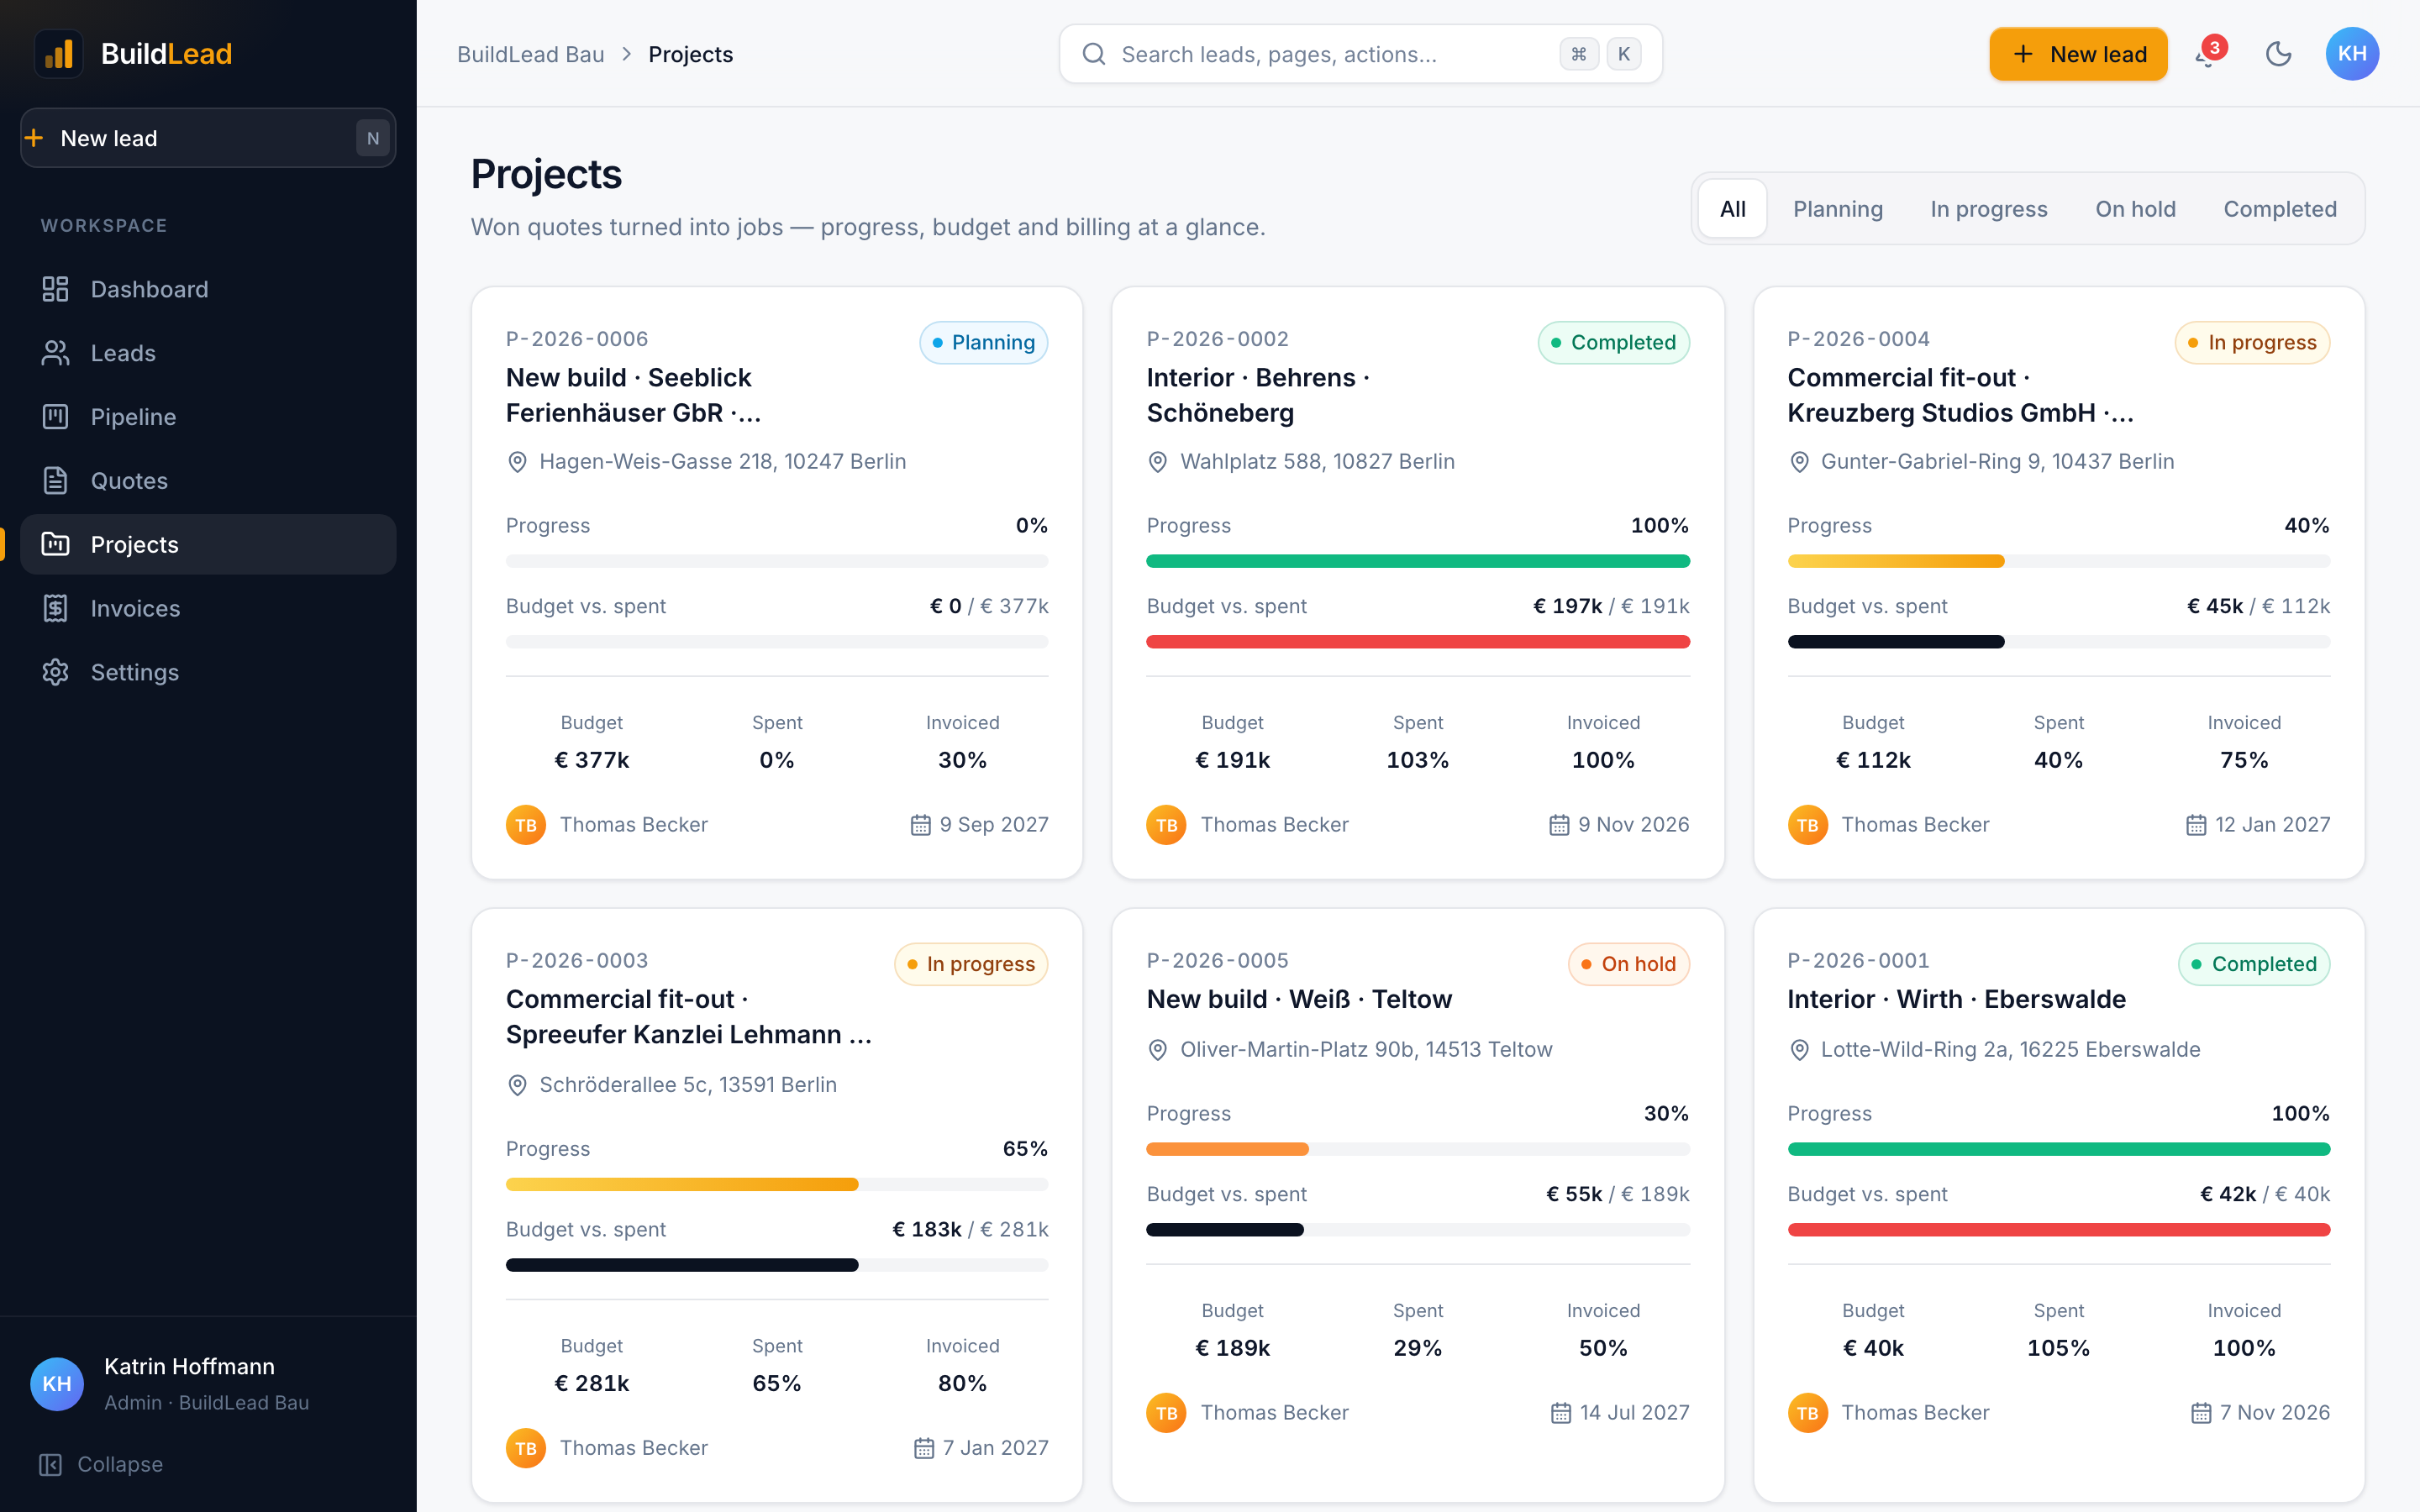 BuildLead
New lead
N
WORKSPACE
Dashboard
Leads
Pipeline
Quotes
Projects
Invoices
Settings
KH
Katrin Hoffmann
Admin · BuildLead Bau
Collapse
BuildLead Bau > Projects
Search leads, pages, actions...
⌘ K
New lead
3
KH
Projects
Won quotes turned into jobs — progress, budget and billing at a glance.
All Planning In progress On hold Completed
P-2026-0006
Planning
New build · Seeblick
Ferienhäuser GbR ·...
Hagen-Weis-Gasse 218, 10247 Berlin
Progress 0%
Budget vs. spent € 0 / € 377k
Budget Spent Invoiced
€ 377k 0% 30%
TB Thomas Becker 9 Sep 2027
P-2026-0002
Completed
Interior · Behrens ·
Schöneberg
Wahlplatz 588, 10827 Berlin
Progress 100%
Budget vs. spent € 197k / € 191k
Budget Spent Invoiced
€ 191k 103% 100%
TB Thomas Becker 9 Nov 2026
P-2026-0004
In progress
Commercial fit-out ·
Kreuzberg Studios GmbH ·...
Gunter-Gabriel-Ring 9, 10437 Berlin
Progress 40%
Budget vs. spent € 45k / € 112k
Budget Spent Invoiced
€ 112k 40% 75%
TB Thomas Becker 12 Jan 2027
P-2026-0003
In progress
Commercial fit-out ·
Spreeufer Kanzlei Lehmann ...
Schröderallee 5c, 13591 Berlin
Progress 65%
Budget vs. spent € 183k / € 281k
Budget Spent Invoiced
€ 281k 65% 80%
TB Thomas Becker 7 Jan 2027
P-2026-0005
On hold
New build · Weiß · Teltow
Oliver-Martin-Platz 90b, 14513 Teltow
Progress 30%
Budget vs. spent € 55k / € 189k
Budget Spent Invoiced
€ 189k 29% 50%
TB Thomas Becker 14 Jul 2027
P-2026-0001
Completed
Interior · Wirth · Eberswalde
Lotte-Wild-Ring 2a, 16225 Eberswalde
Progress 100%
Budget vs. spent € 42k / € 40k
Budget Spent Invoiced
€ 40k 105% 100%
TB Thomas Becker 7 Nov 2026